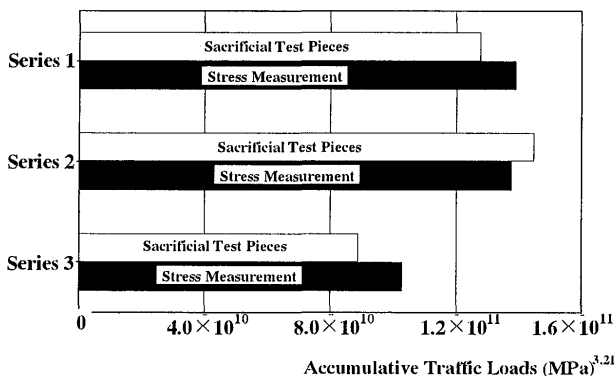 Sacrificial Test Pieces
Series 1
Stress Measurement
Sacrificial Test Pieces
Series 2
Stress Measurement
Sacrificial Test Pieces
Series 3
Stress Measurement
0 4.0×10¹⁰ 8.0×10¹⁰ 1.2×10¹¹ 1.6×10¹¹
Accumulative Traffic Loads (MPa)³·²¹